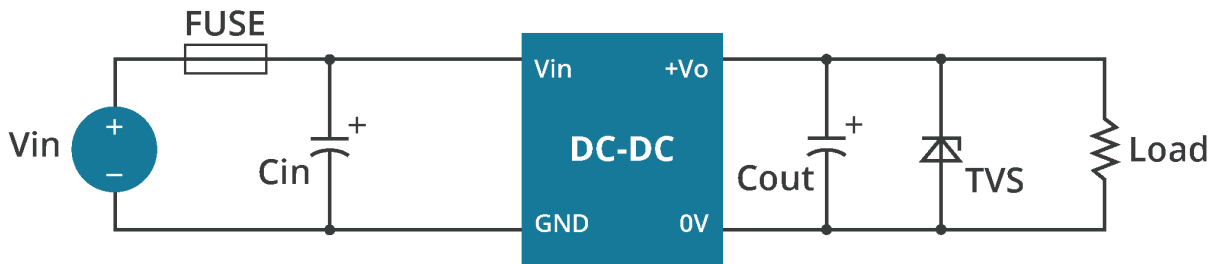 FUSE
Vin
+
−
+
Cin
Vin
+Vo
DC-DC
GND
0V
+
Cout
TVS
Load